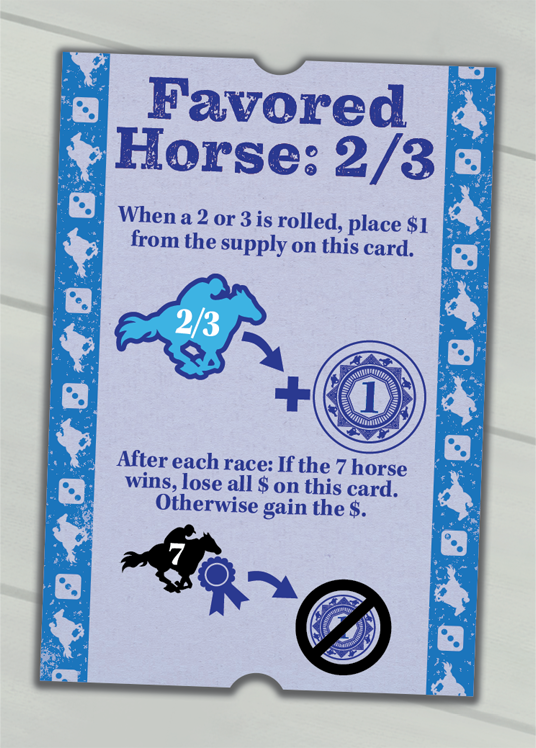 Favored
Horse: 2/3
When a 2 or 3 is rolled, place $1
from the supply on this card.
2/3
+
1
After each race: If the 7 horse
wins, lose all $ on this card.
Otherwise gain the $.
7
1